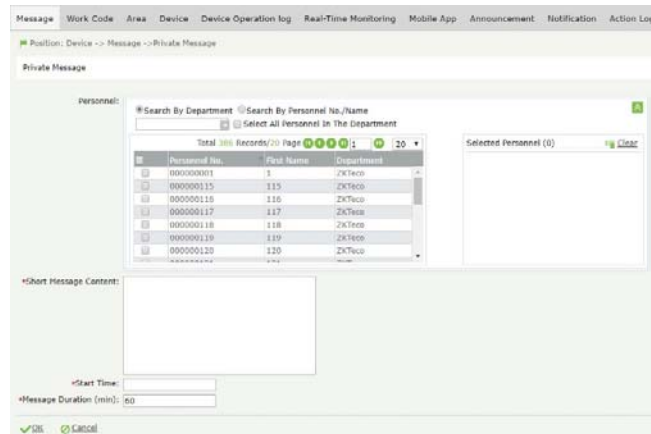 Message Work Code Area Device Device Operation log Real-Time Monitoring Mobile App Announcement Notification Action Lo
Position: Device -> Message ->Private Message
Private Message
Personnel:
Search By Department Search By Personnel No./Name
Select All Personnel In The Department
Total 386 Records/20 Page 1 20
Selected Personnel (0) Clear
Personnel No. First Name Department
000000001 1 ZKTeco
000000115 115 ZKTeco
000000116 116 ZKTeco
000000117 117 ZKTeco
000000118 118 ZKTeco
000000119 119 ZKTeco
000000120 120 ZKTeco
*Short Message Content:
*Start Time:
*Message Duration (min): 60
OK Cancel